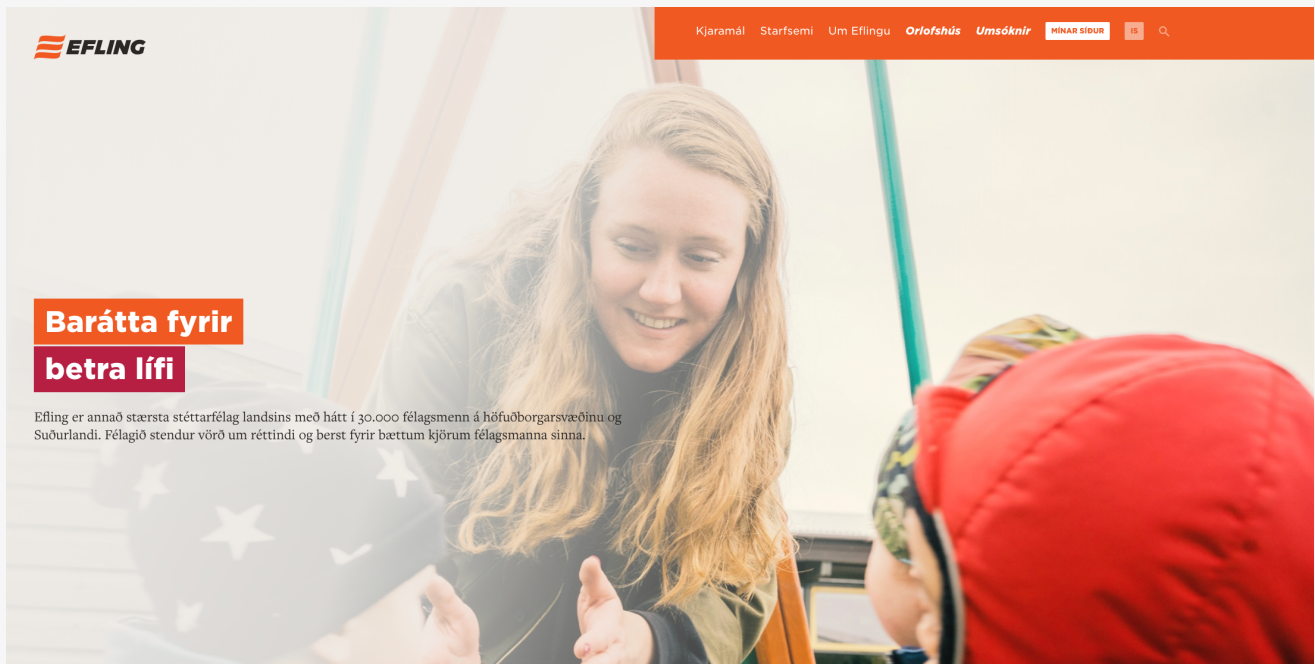 EFLING
Kjaramál Starfsemi Um Eflingu Orlofshús Umsóknir MÍNAR SÍÐUR IS
Barátta fyrir
betra lífi
Efling er annað stærsta stéttarfélag landsins með hátt í 30.000 félagsmenn á höfuðborgarsvæðinu og
Suðurlandi. Félagið stendur vörð um réttindi og berst fyrir bættum kjörum félagsmanna sinna.